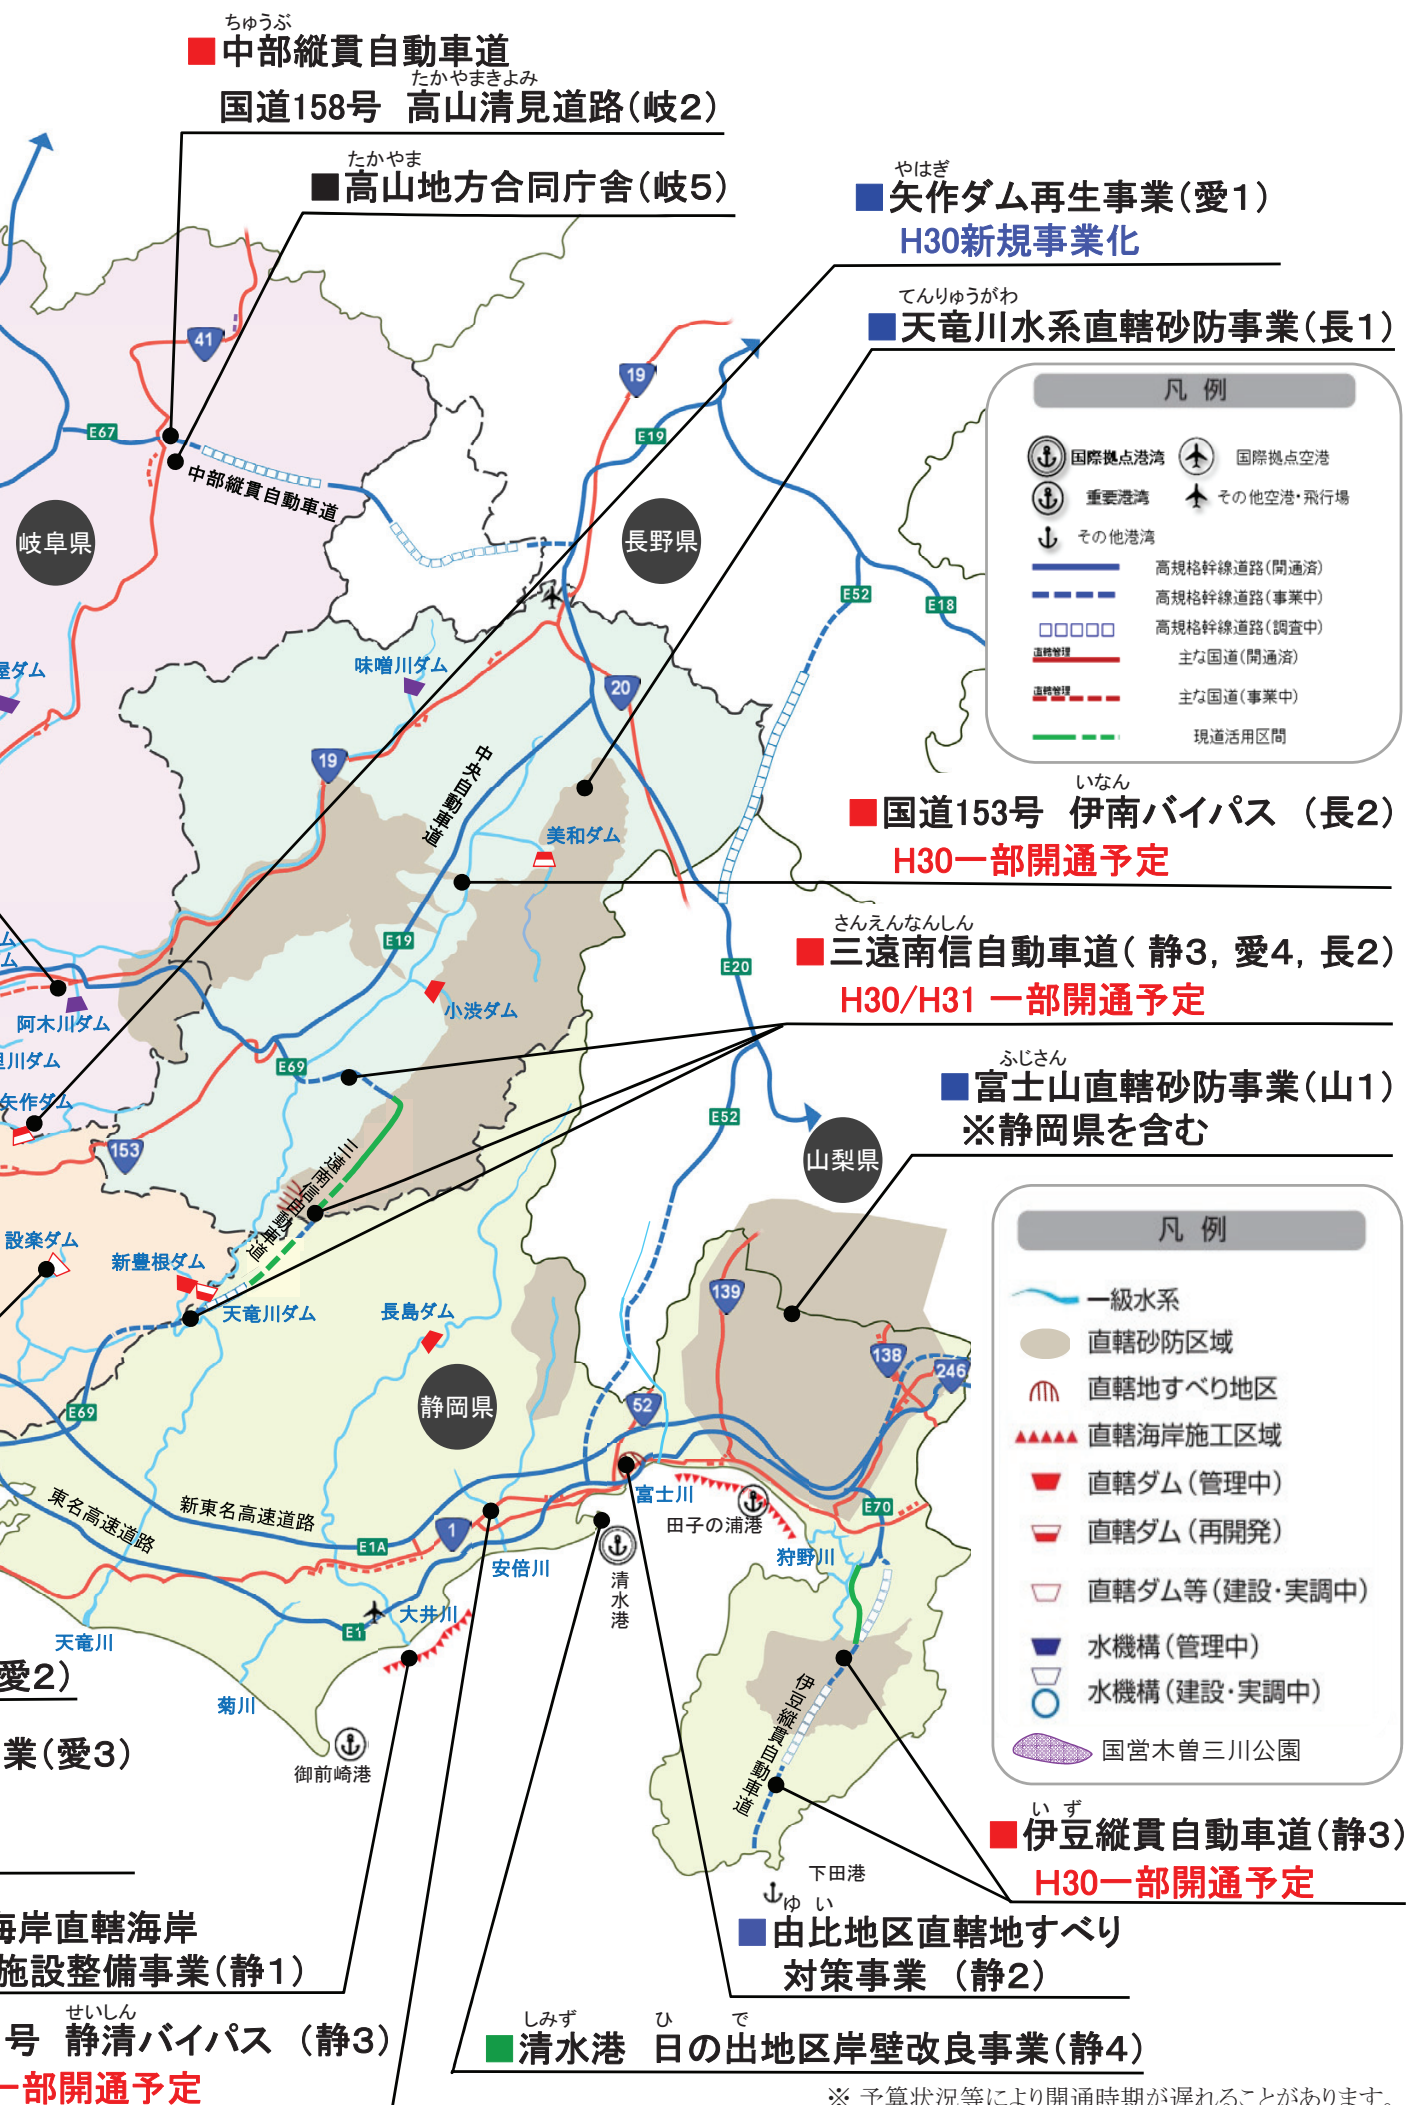 ちゅうぶ
■中部縦貫自動車道
たかやまきよみ
国道158号 高山清見道路(岐2)
たかやま
■高山地方合同庁舎(岐5)
やはぎ
■矢作ダム再生事業(愛1)
H30新規事業化
てんりゅうがわ
■天竜川水系直轄砂防事業(長1)
凡例
国際拠点港湾 国際拠点空港
重要港湾 その他空港・飛行場
その他港湾
高規格幹線道路(開通済)
高規格幹線道路(事業中)
高規格幹線道路(調査中)
直轄管理 主な国道(開通済)
直轄管理 主な国道(事業中)
現道活用区間
41
19
E19
E67
中部縦貫自動車道
岐阜県
長野県
E52
E18
屋ダム
味噌川ダム
20
19
中央自動車道
美和ダム
いなん
■国道153号 伊南バイパス (長2)
H30一部開通予定
さんえんなんしん
■三遠南信自動車道( 静3, 愛4, 長2)
H30/H31 一部開通予定
E19
E20
ム
ム
阿木川ダム
小渋ダム
里川ダム
E69
矢作ダム
153
E52
山梨県
ふじさん
■富士山直轄砂防事業(山1)
※静岡県を含む
三遠南信自動車道
設楽ダム
新豊根ダム
天竜川ダム
長島ダム
静岡県
139
138
246
52
E69
凡例
一級水系
直轄砂防区域
直轄地すべり地区
直轄海岸施工区域
直轄ダム(管理中)
直轄ダム(再開発)
直轄ダム等(建設・実調中)
水機構(管理中)
水機構(建設・実調中)
国営木曽三川公園
東名高速道路
新東名高速道路
E1A
1
富士川
田子の浦港
E70
狩野川
安倍川
清水港
E1
大井川
天竜川
菊川
御前崎港
伊豆縦貫自動車道
愛2)
業(愛3)
いず
■伊豆縦貫自動車道(静3)
H30一部開通予定
下田港
ゆい
■由比地区直轄地すべり
対策事業 (静2)
海岸直轄海岸
施設整備事業(静1)
せいしん
号 静清バイパス (静3)
一部開通予定
しみず ひ で
■清水港 日の出地区岸壁改良事業(静4)
※ 予算状況等により開通時期が遅れることがあります。